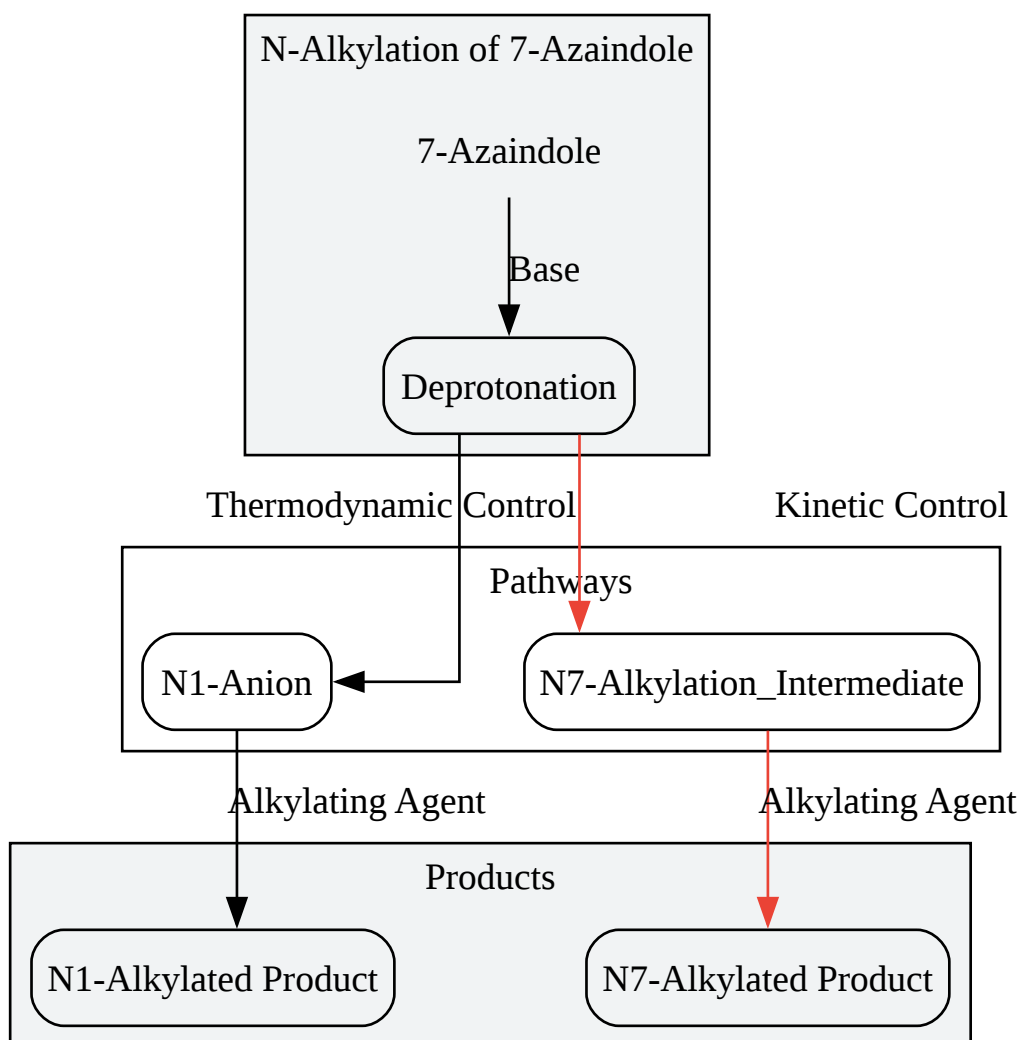 N-Alkylation of 7-Azaindole
7-Azaindole
Base
Deprotonation
Thermodynamic Control
Kinetic Control
Pathways
N1-Anion
N7-Alkylation_Intermediate
Alkylating Agent
Alkylating Agent
Products
N1-Alkylated Product
N7-Alkylated Product